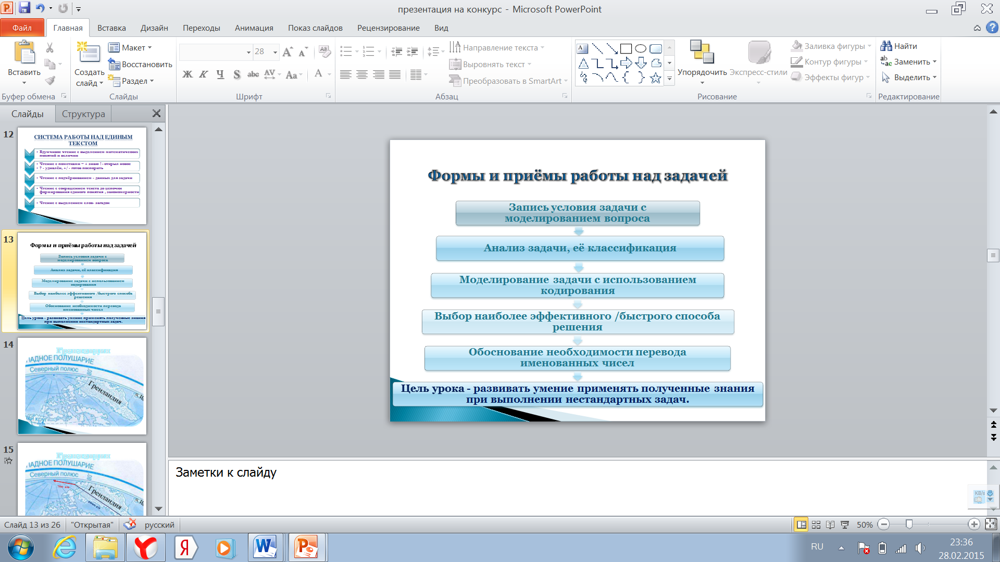 презентация на конкурс - Microsoft PowerPoint
Файл
Главная
Вставка
Дизайн
Переходы
Анимация
Показ слайдов
Рецензирование
Вид
Вставить
Буфер обмена
Создать
слайд
Макет
Восстановить
Раздел
Слайды
28
Ж К Ч S abc AV Aa A
Шрифт
Направление текста
Выровнять текст
Преобразовать в SmartArt
Абзац
Упорядочить
Экспресс-стили
Заливка фигуры
Контур фигуры
Эффекты фигур
Рисование
Найти
Заменить
Выделить
Редактирование
Слайды
Структура
12
СИСТЕМА РАБОТЫ НАД ЕДИНЫМ
ТЕКСТОМ
• Вдумчивое чтение с выделением математических
понятий и величин
• Чтение с пометками – + знаю ! - открыл новое
• ? - удивлён, +/ - готов поспорить
• Чтение с подчёркиванием - данных для задачи
• Чтение с сокращением текста до цепочки
формирования единого понятия , закономерности
• Чтение с выделением слов- загадок
13
Формы и приёмы работы над задачей
Запись условия задачи с
моделированием вопроса
Анализ задачи, её классификация
Моделирование задачи с использованием
кодирования
Выбор наиболее эффективного /быстрого способа
решения
Обоснование необходимости перевода
именованных чисел
Цель урока - развивать умение применять полученные знания
при выполнении нестандартных задач.
14
ПАДНОЕ ПОЛУШАРИЕ
Северный полюс
80°
Гренландия
15
ПАДНОЕ ПОЛУШАРИЕ
Северный полюс
80°
700 км
Гренландия
Формы и приёмы работы над задачей
Запись условия задачи с
моделированием вопроса
Анализ задачи, её классификация
Моделирование задачи с использованием
кодирования
Выбор наиболее эффективного /быстрого способа
решения
Обоснование необходимости перевода
именованных чисел
Цель урока - развивать умение применять полученные знания
при выполнении нестандартных задач.
Заметки к слайду
KB/s
Слайд 13 из 26
"Открытая"
русский
50%
RU
23:36
28.02.2015